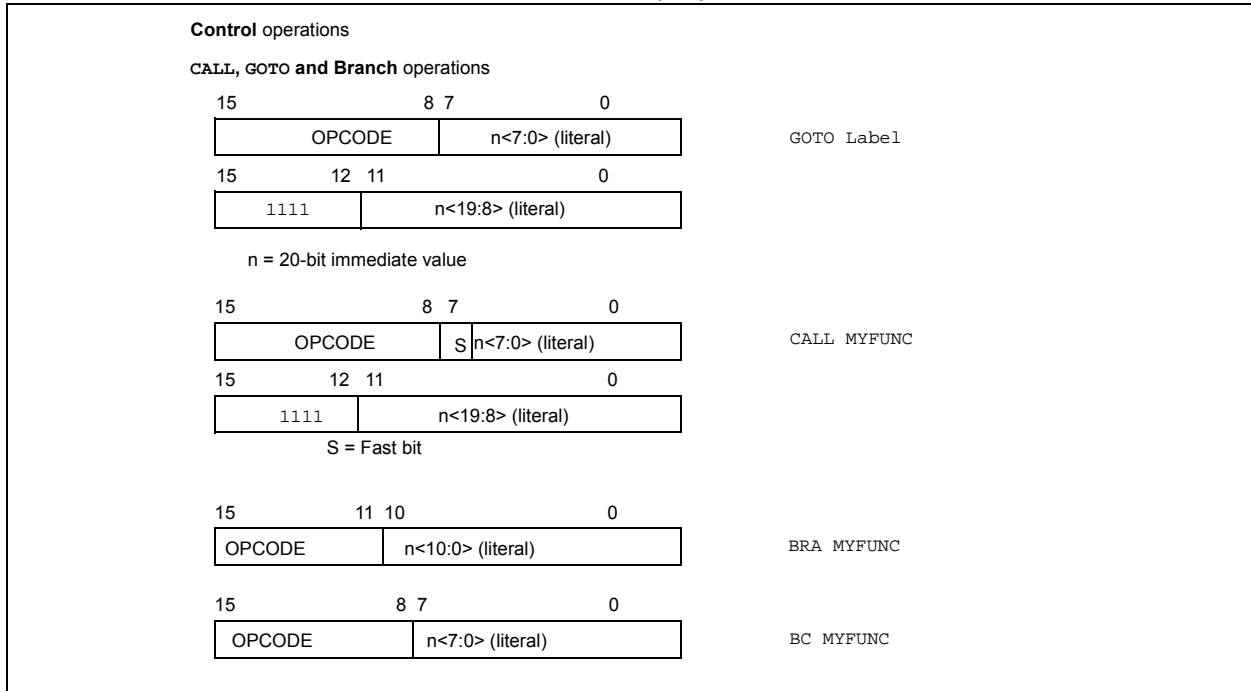 Control operations
CALL, GOTO and Branch operations
15 8 7 0
OPCODE n<7:0> (literal) GOTO Label
15 12 11 0
1111 n<19:8> (literal)
n = 20-bit immediate value
15 8 7 0
OPCODE S n<7:0> (literal) CALL MYFUNC
15 12 11 0
1111 n<19:8> (literal)
S = Fast bit
15 11 10 0
OPCODE n<10:0> (literal) BRA MYFUNC
15 8 7 0
OPCODE n<7:0> (literal) BC MYFUNC